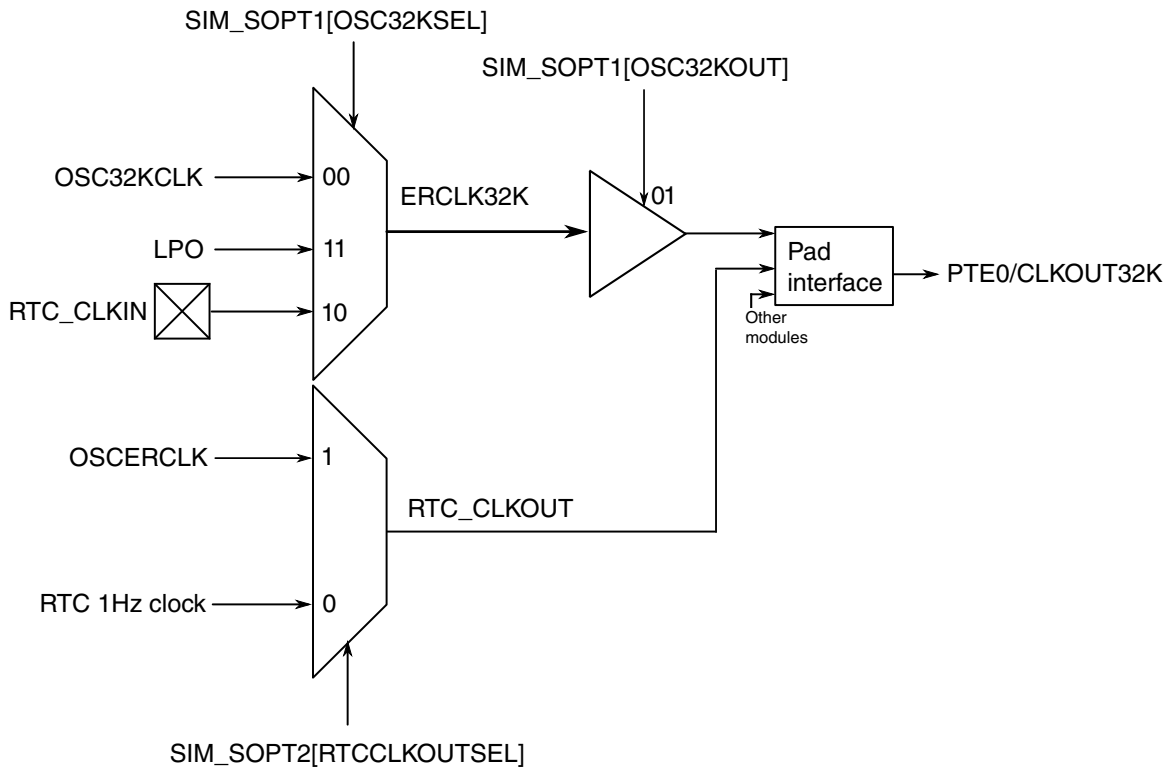 SIM_SOPT1[OSC32KSEL]
SIM_SOPT1[OSC32KOUT]
OSC32KCLK
00
ERCLK32K
01
LPO
11
Pad
interface
PTE0/CLKOUT32K
RTC_CLKIN
10
Other
modules
OSCERCLK
1
RTC_CLKOUT
RTC 1Hz clock
0
SIM_SOPT2[RTCCLKOUTSEL]